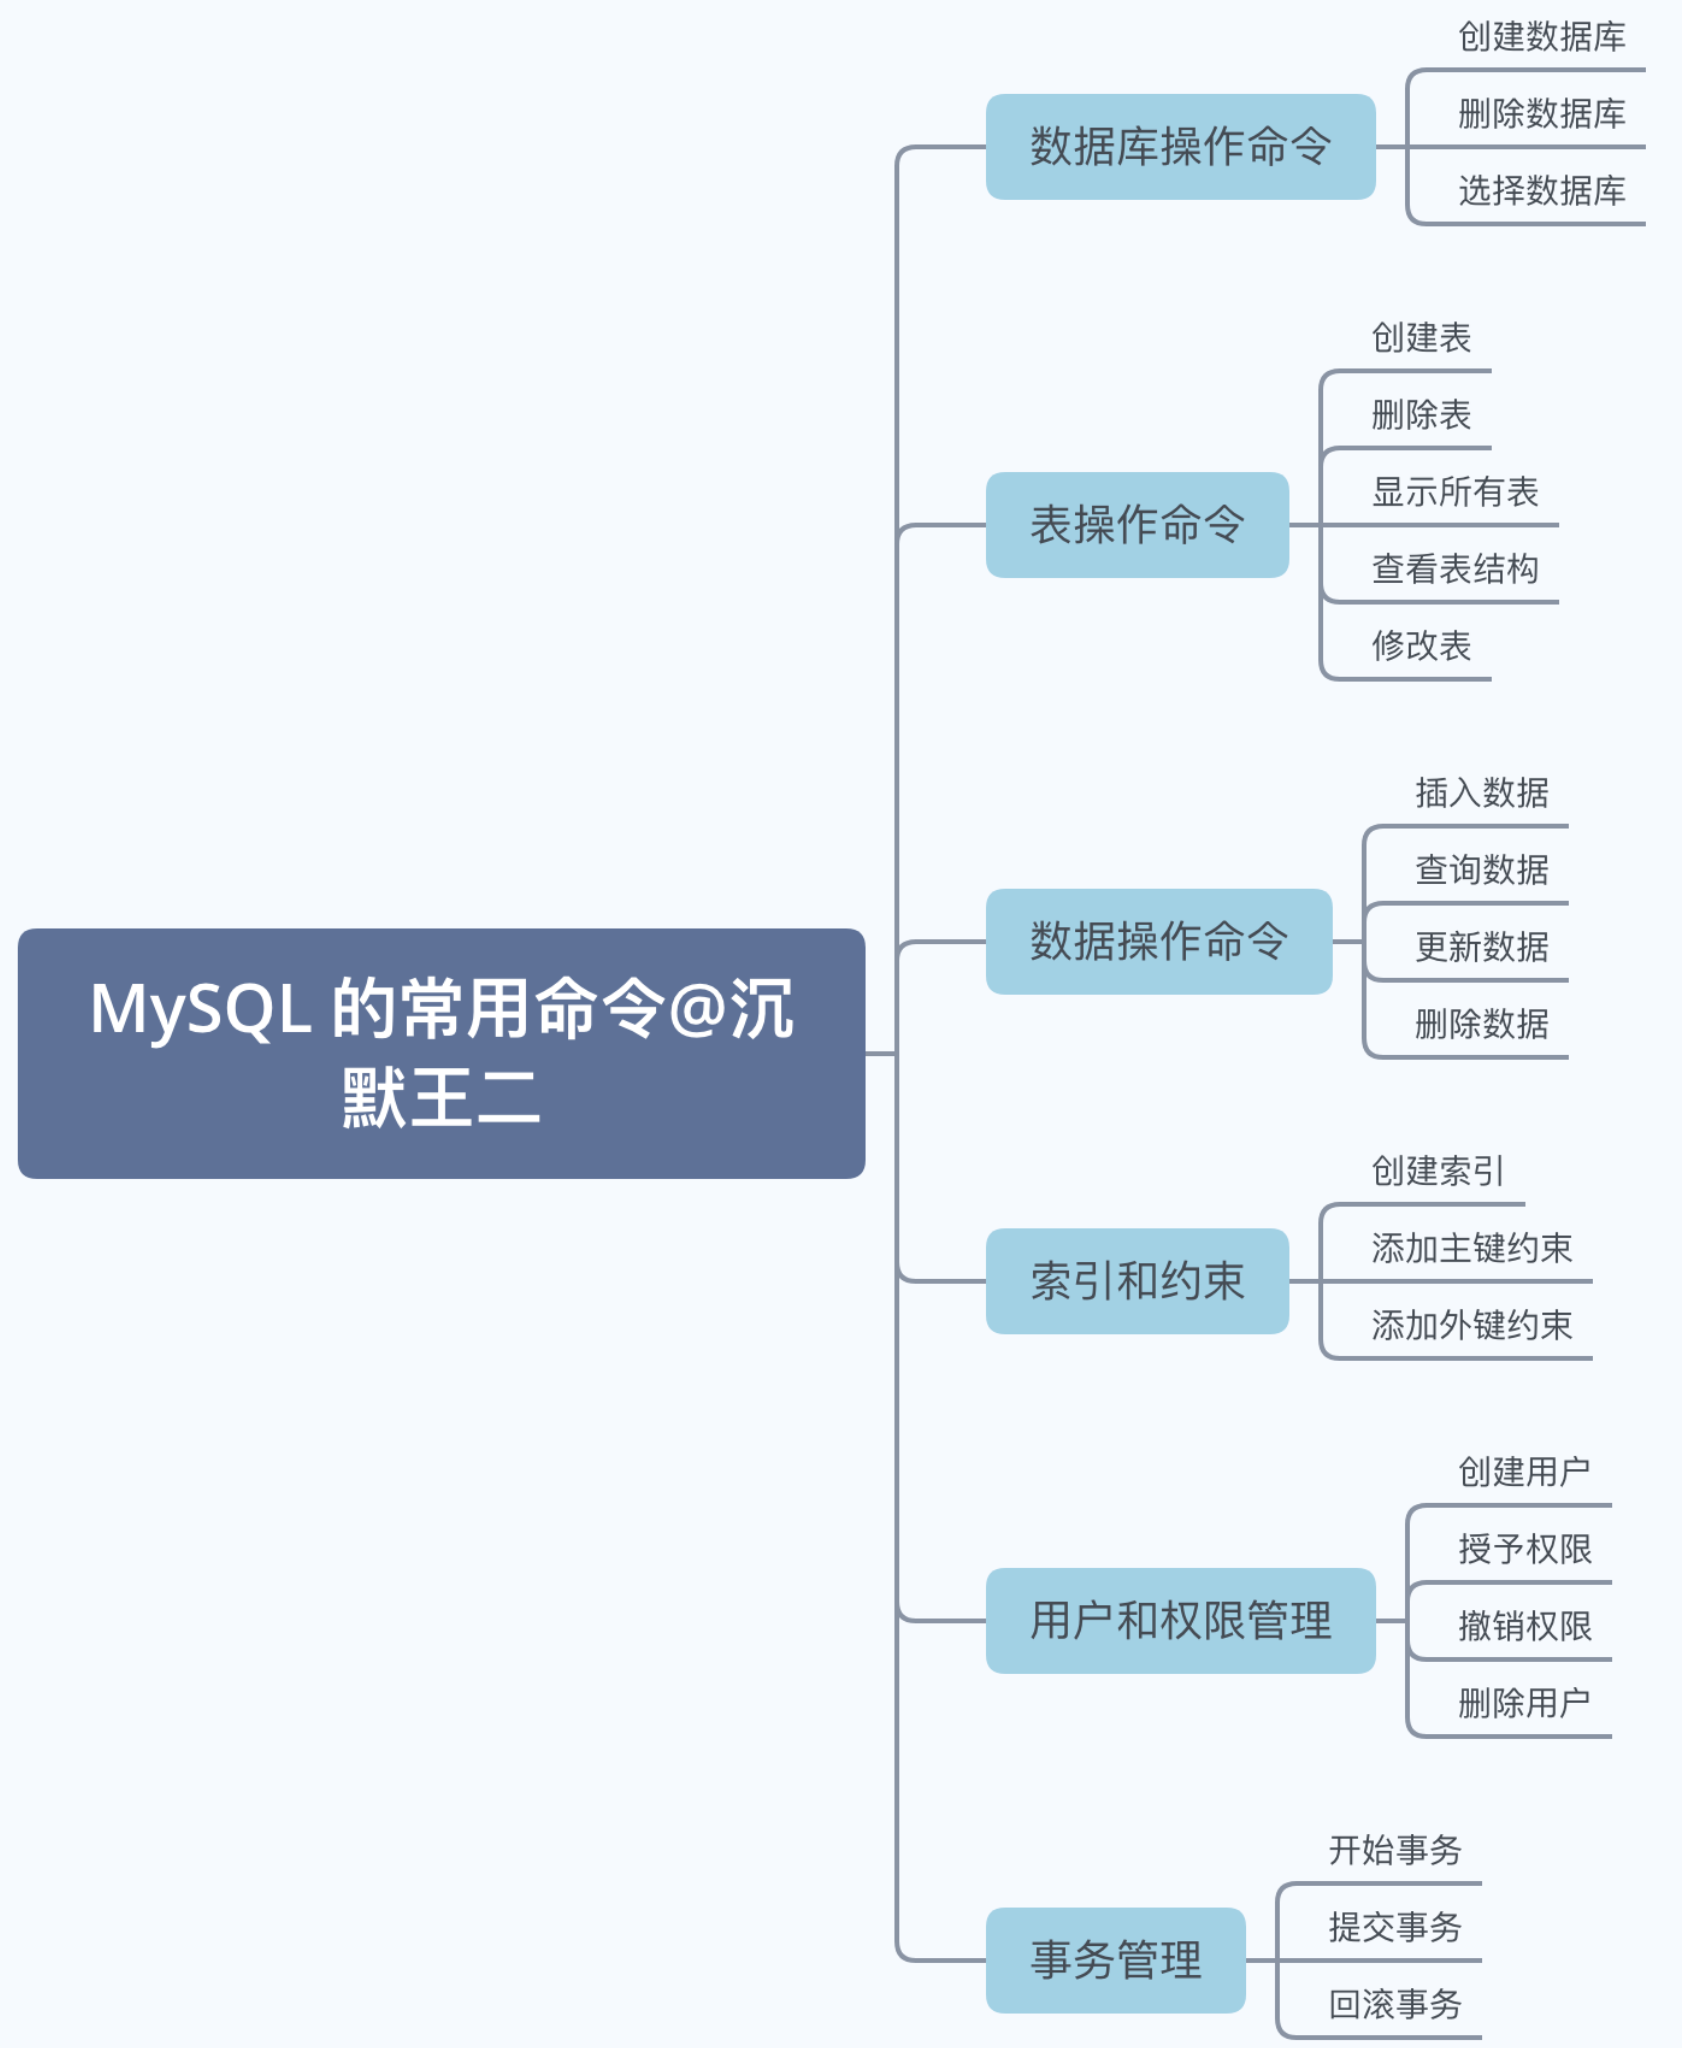 MySQL 的常用命令@沉
默王二
数据库操作命令
创建数据库
删除数据库
选择数据库
表操作命令
创建表
删除表
显示所有表
查看表结构
修改表
数据操作命令
插入数据
查询数据
更新数据
删除数据
索引和约束
创建索引
添加主键约束
添加外键约束
用户和权限管理
创建用户
授予权限
撤销权限
删除用户
事务管理
开始事务
提交事务
回滚事务